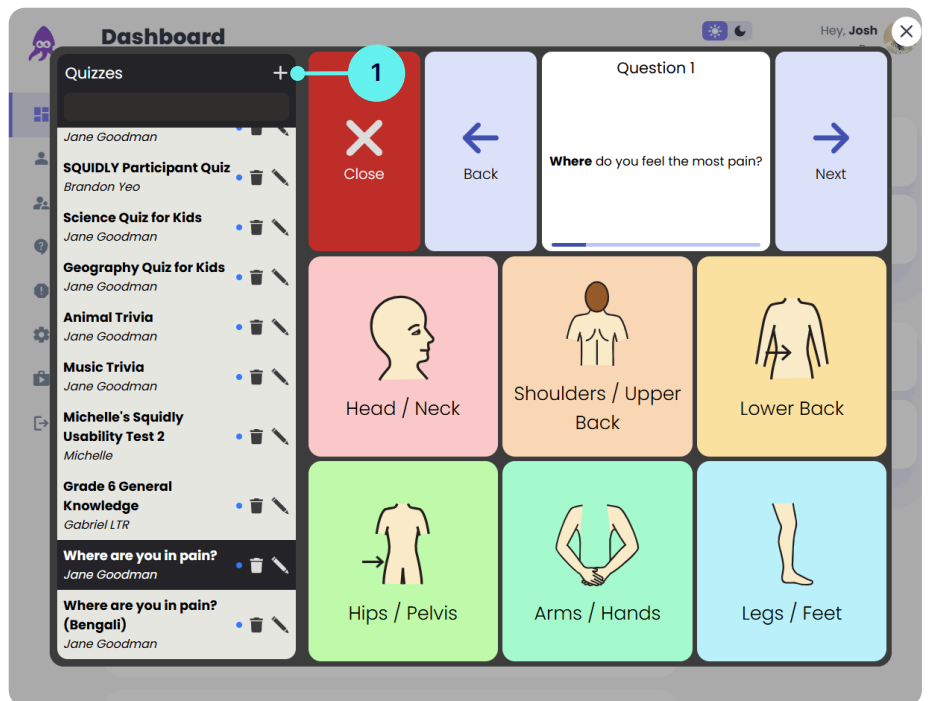 Dashboard
Hey, Josh
Quizzes
1
Jane Goodman
SQUIDLY Participant Quiz
Brandon Yeo
Science Quiz for Kids
Jane Goodman
Geography Quiz for Kids
Jane Goodman
Animal Trivia
Jane Goodman
Music Trivia
Jane Goodman
Michelle's Squidly
Usability Test 2
Michelle
Grade 6 General
Knowledge
Gabriel LTR
Where are you in pain?
Jane Goodman
Where are you in pain?
(Bengali)
Jane Goodman
Close
Back
Question 1
Where do you feel the most pain?
Next
Head / Neck
Shoulders / Upper
Back
Lower Back
Hips / Pelvis
Arms / Hands
Legs / Feet